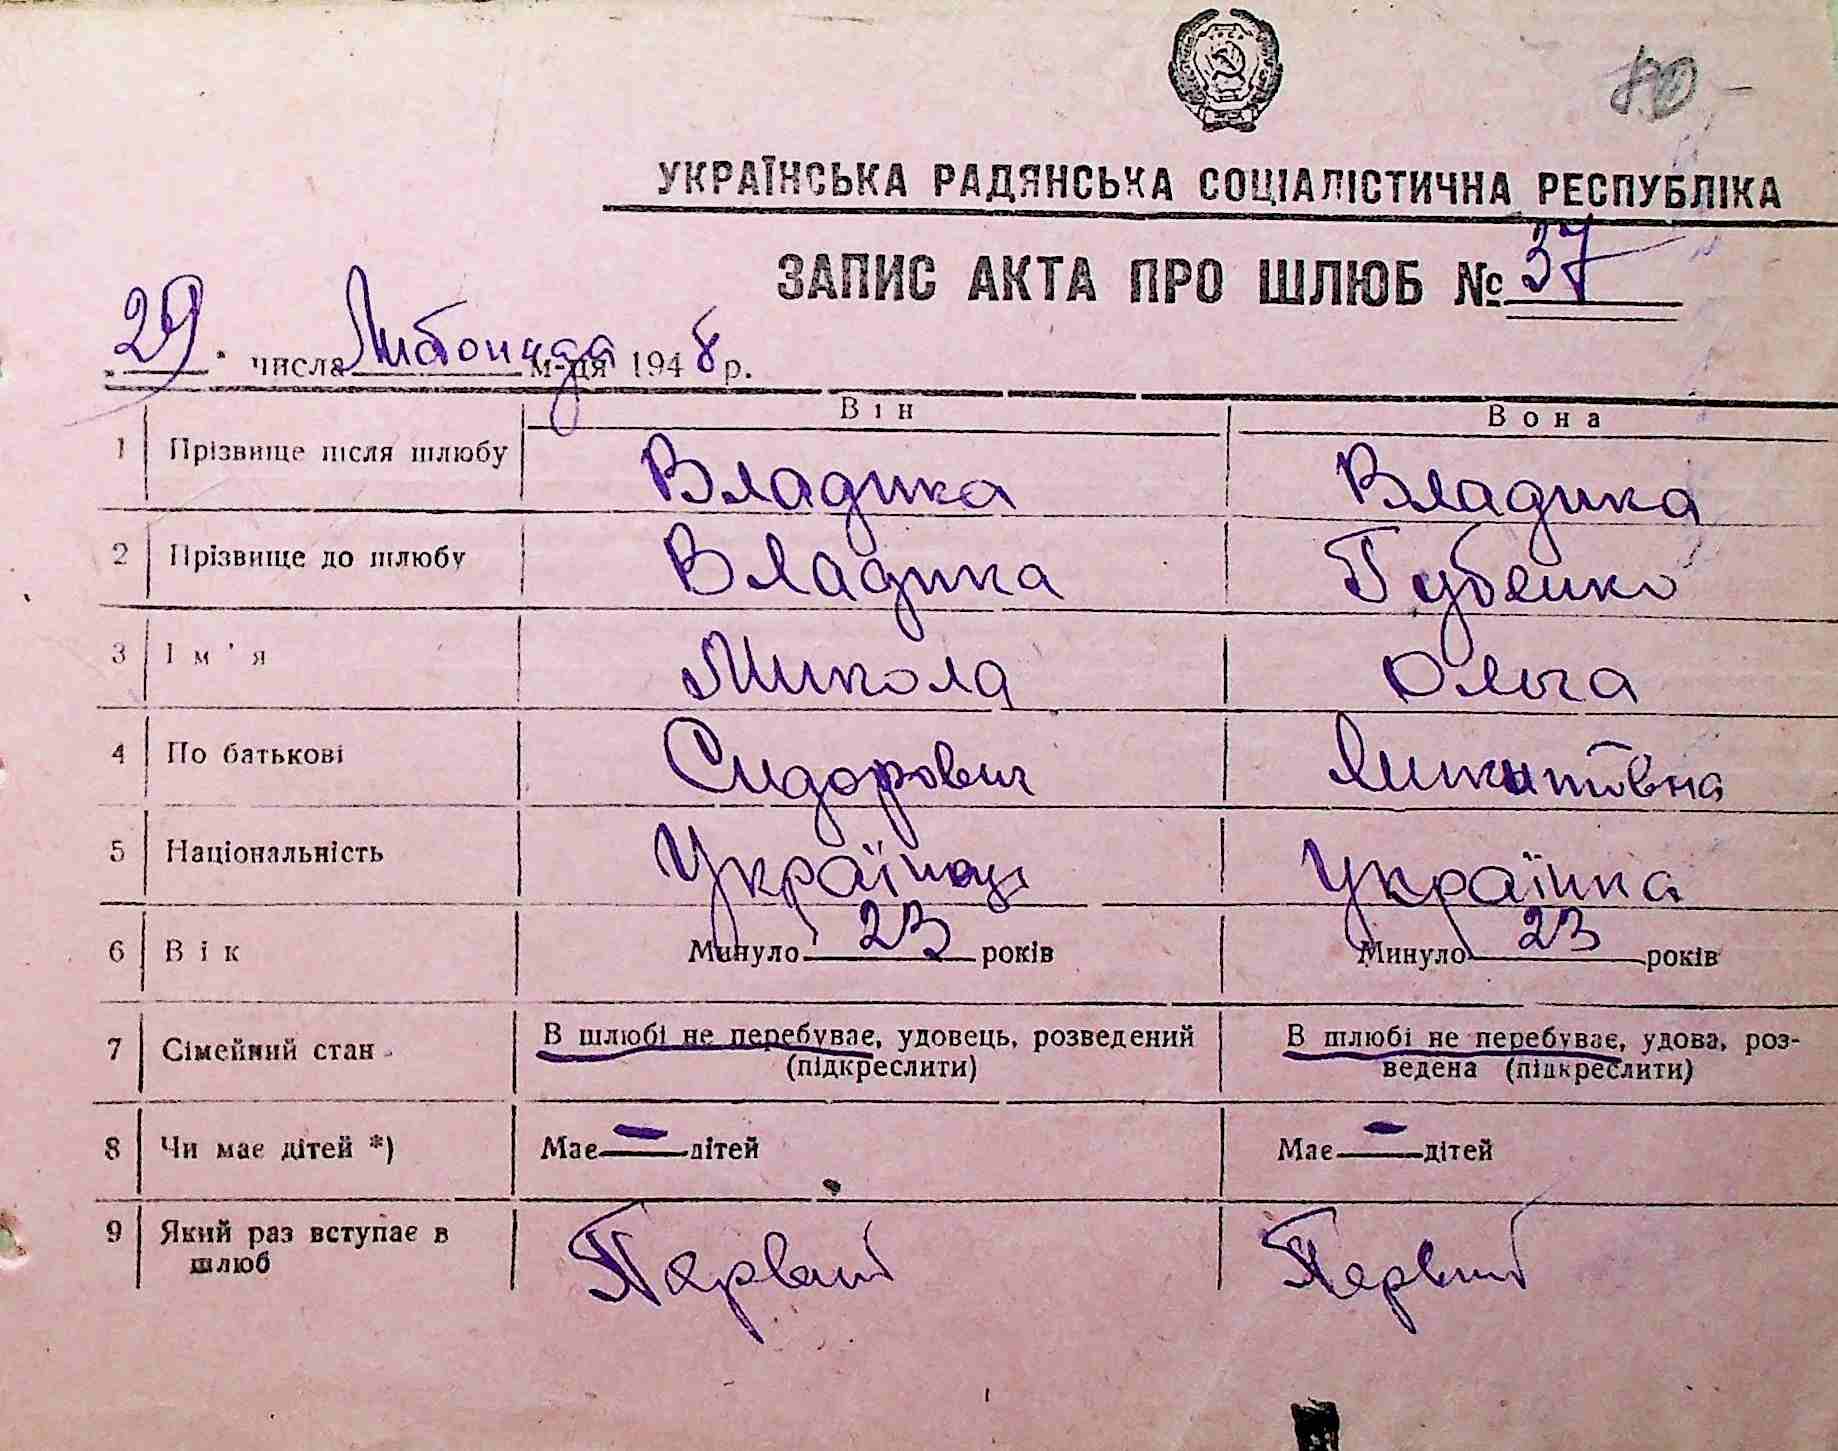 80
УКРАЇНСЬКА РАДЯНСЬКА СОЦІАЛІСТИЧНА РЕСПУБЛІКА
ЗАПИС АКТА ПРО ШЛЮБ № 37
„29" числа Листопада м-ця 1948 р.
Він Вона
1 Прізвище після шлюбу Владика Владика
2 Прізвище до шлюбу Владика Губенко
3 Ім'я Микола Ольга
4 По батькові Сидорович Микитовна
5 Національність Українець Українка
6 Вік Минуло 23 років Минуло 23 років
7 Сімейний стан В шлюбі не перебуває, удовець, розведений В шлюбі не перебуває, удова, роз-
(підкреслити) ведена (підкреслити)
8 Чи має дітей *) Має — дітей Має — дітей
9 Який раз вступає в Первий Первий
шлюб